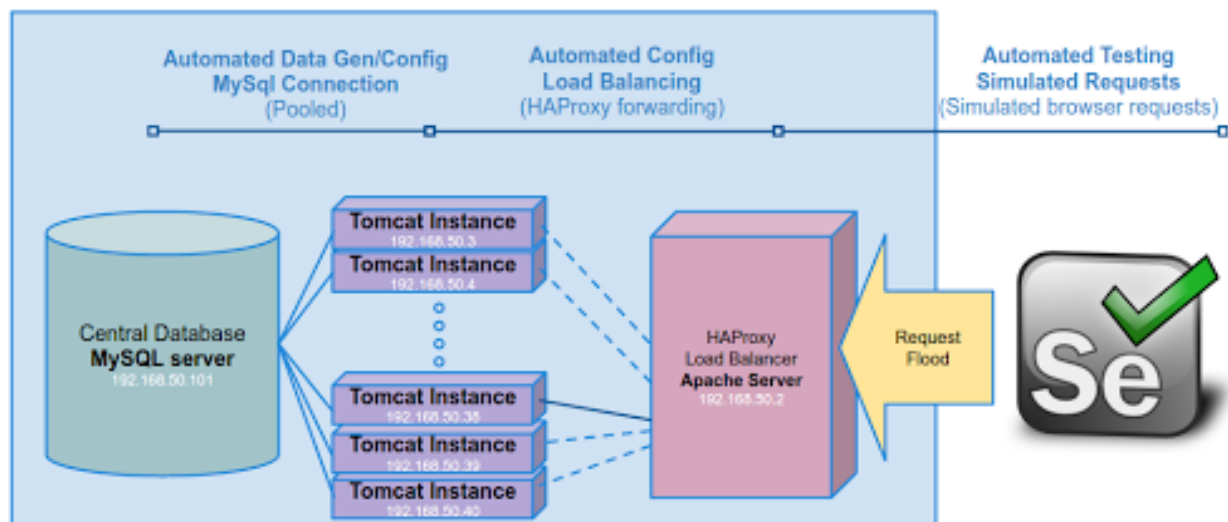 Automated Data Gen/Config
MySql Connection
(Pooled)
Automated Config
Load Balancing
(HAProxy forwarding)
Automated Testing
Simulated Requests
(Simulated browser requests)
Central Database
MySQL server
192.168.50.101
Tomcat Instance
192.168.50.3
Tomcat Instance
192.168.50.4
Tomcat Instance
192.168.50.38
Tomcat Instance
192.168.50.39
Tomcat Instance
192.168.50.40
HAProxy
Load Balancer
Apache Server
192.168.50.2
Request
Flood
Se